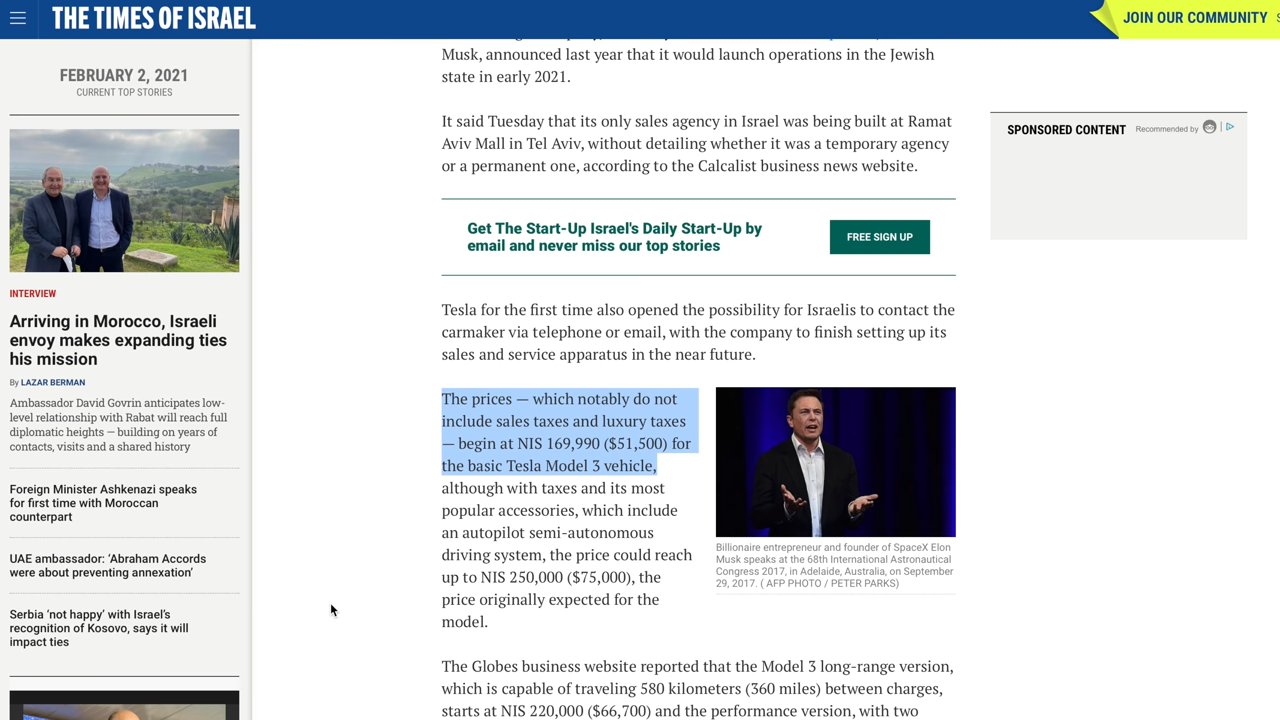 THE TIMES OF ISRAEL
JOIN OUR COMMUNITY
FEBRUARY 2, 2021
CURRENT TOP STORIES
INTERVIEW
Arriving in Morocco, Israeli
envoy makes expanding ties
his mission
By LAZAR BERMAN
Ambassador David Govrin anticipates low-
level relationship with Rabat will reach full
diplomatic heights — building on years of
contacts, visits and a shared history
Foreign Minister Ashkenazi speaks
for first time with Moroccan
counterpart
UAE ambassador: ‘Abraham Accords
were about preventing annexation’
Serbia ‘not happy’ with Israel’s
recognition of Kosovo, says it will
impact ties
Musk, announced last year that it would launch operations in the Jewish
state in early 2021.
It said Tuesday that its only sales agency in Israel was being built at Ramat
Aviv Mall in Tel Aviv, without detailing whether it was a temporary agency
or a permanent one, according to the Calcalist business news website.
Get The Start-Up Israel's Daily Start-Up by
email and never miss our top stories
FREE SIGN UP
Tesla for the first time also opened the possibility for Israelis to contact the
carmaker via telephone or email, with the company to finish setting up its
sales and service apparatus in the near future.
The prices — which notably do not
include sales taxes and luxury taxes
— begin at NIS 169,990 ($51,500) for
the basic Tesla Model 3 vehicle,
although with taxes and its most
popular accessories, which include
an autopilot semi-autonomous
driving system, the price could reach
up to NIS 250,000 ($75,000), the
price originally expected for the
model.
Billionaire entrepreneur and founder of SpaceX Elon
Musk speaks at the 68th International Astronautical
Congress 2017, in Adelaide, Australia, on September
29, 2017. ( AFP PHOTO / PETER PARKS)
The Globes business website reported that the Model 3 long-range version,
which is capable of traveling 580 kilometers (360 miles) between charges,
starts at NIS 220,000 ($66,700) and the performance version, with two
SPONSORED CONTENT
Recommended by